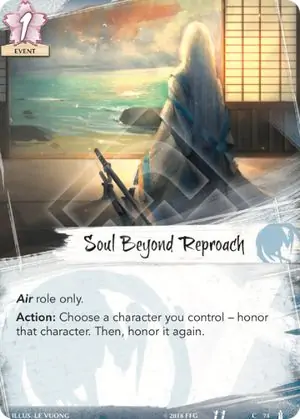 1
EVENT
Soul Beyond Reproach
Air role only.
Action: Choose a character you control – honor
that character. Then, honor it again.
ILLUS. LE VUONG
©2018 FFG
C 74